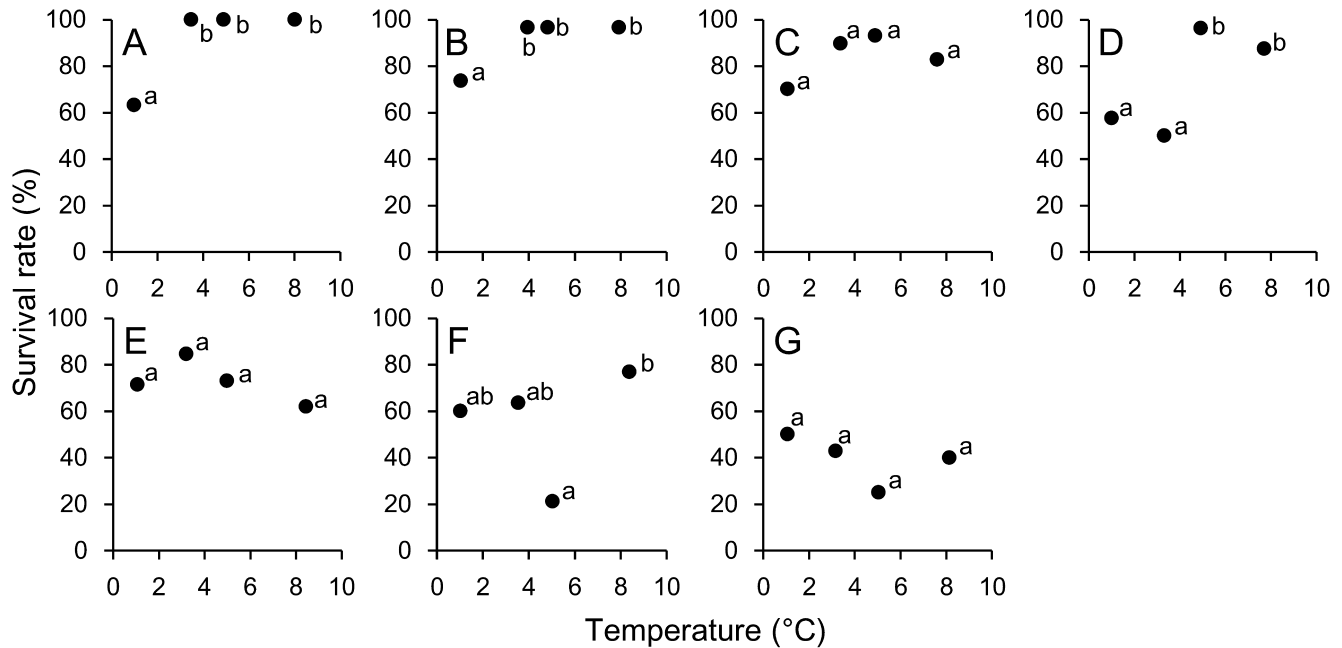 Survival rate (%)
100 80 60 40 20 0
A
a b b b
0 2 4 6 8 10
100 80 60 40 20 0
B
a b b b
0 2 4 6 8 10
100 80 60 40 20 0
C
a a a a
0 2 4 6 8 10
100 80 60 40 20 0
D
a a b b
0 2 4 6 8 10
100 80 60 40 20 0
E
a a a a
0 2 4 6 8 10
100 80 60 40 20 0
F
ab ab a b
0 2 4 6 8 10
100 80 60 40 20 0
G
a a a a
0 2 4 6 8 10
Temperature (°C)